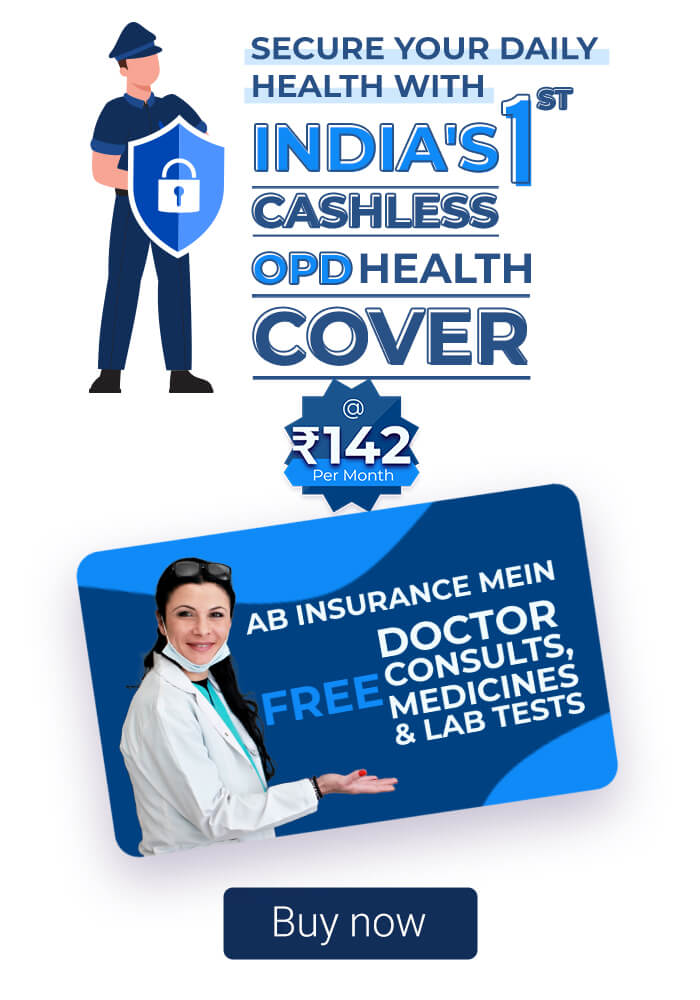 SECURE YOUR DAILY
HEALTH WITH
INDIA'S 1ST
CASHLESS
OPD HEALTH
COVER
@
₹142
Per Month
AB INSURANCE MEIN
FREE DOCTOR
CONSULTS,
MEDICINES
& LAB TESTS
Buy now